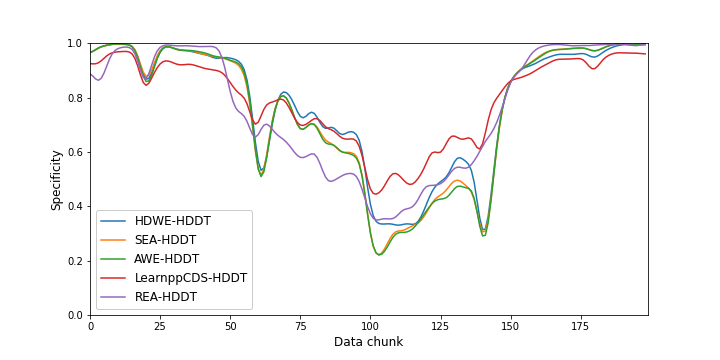 1.0
0.8
0.6
0.4
0.2
0.0
Specificity
HDWE-HDDT
SEA-HDDT
AWE-HDDT
LearnppCDS-HDDT
REA-HDDT
0 25 50 75 100 125 150 175
Data chunk